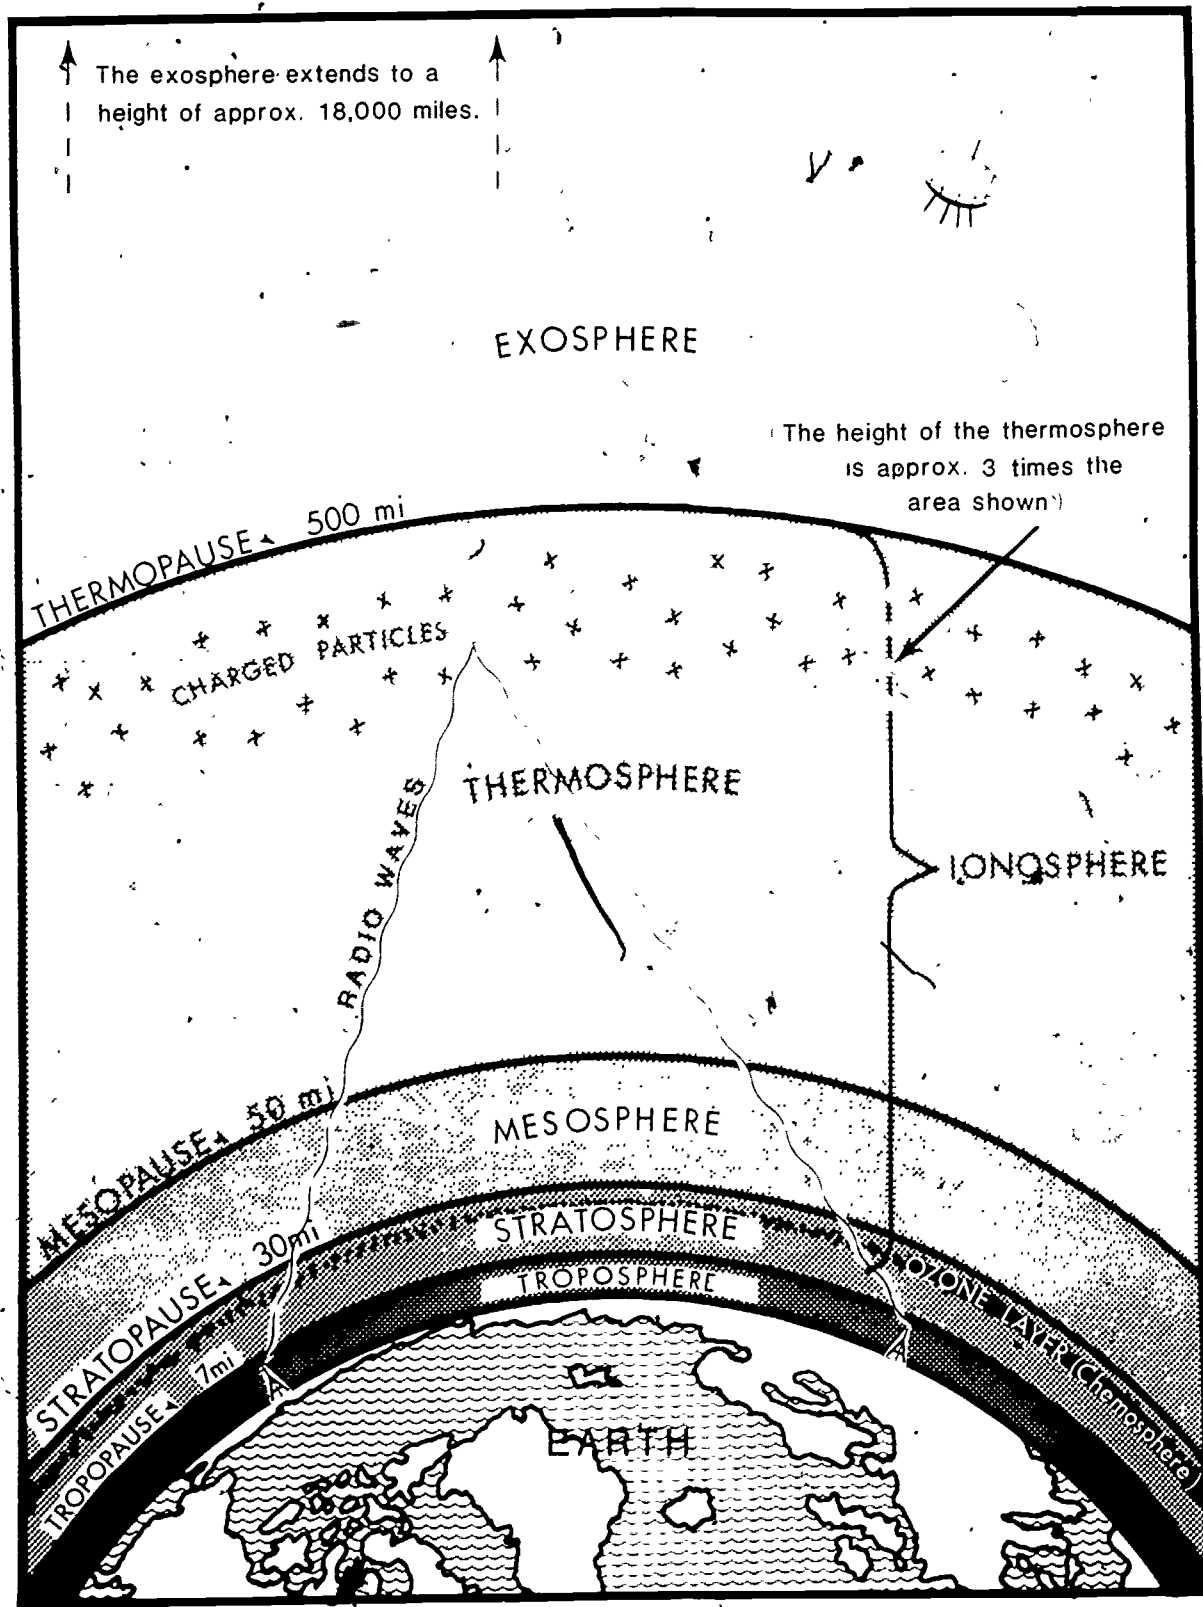 The exosphere extends to a
height of approx. 18,000 miles.
EXOSPHERE
The height of the thermosphere
is approx. 3 times the
area shown)
THERMOPAUSE
500 mi
CHARGED PARTICLES
THERMOSPHERE
RADIO WAVES
IONOSPHERE
MESOPAUSE
50 mi
MESOSPHERE
STRATOPAUSE
30mi
STRATOSPHERE
TROPOPAUSE
7mi
TROPOSPHERE
OZONE LAYER (Chemosphere)
EARTH